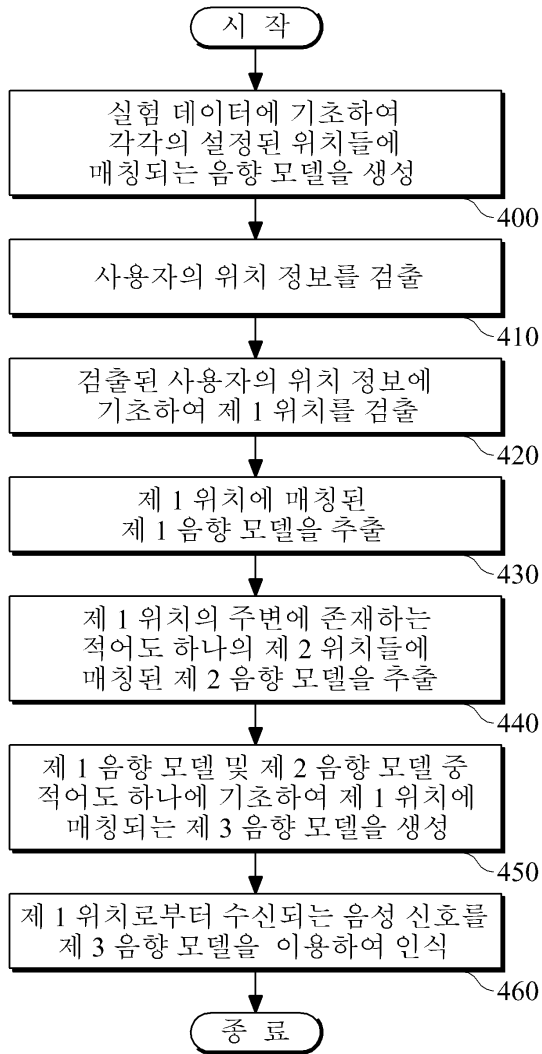 시 작
실험 데이터에 기초하여
각각의 설정된 위치들에
매칭되는 음향 모델을 생성
400
사용자의 위치 정보를 검출
410
검출된 사용자의 위치 정보에
기초하여 제 1 위치를 검출
420
제 1 위치에 매칭된
제 1 음향 모델을 추출
430
제 1 위치의 주변에 존재하는
적어도 하나의 제 2 위치들에
매칭된 제 2 음향 모델을 추출
440
제 1 음향 모델 및 제 2 음향 모델 중
적어도 하나에 기초하여 제 1 위치에
매칭되는 제 3 음향 모델을 생성
450
제 1 위치로부터 수신되는 음성 신호를
제 3 음향 모델을 이용하여 인식
460
종 료